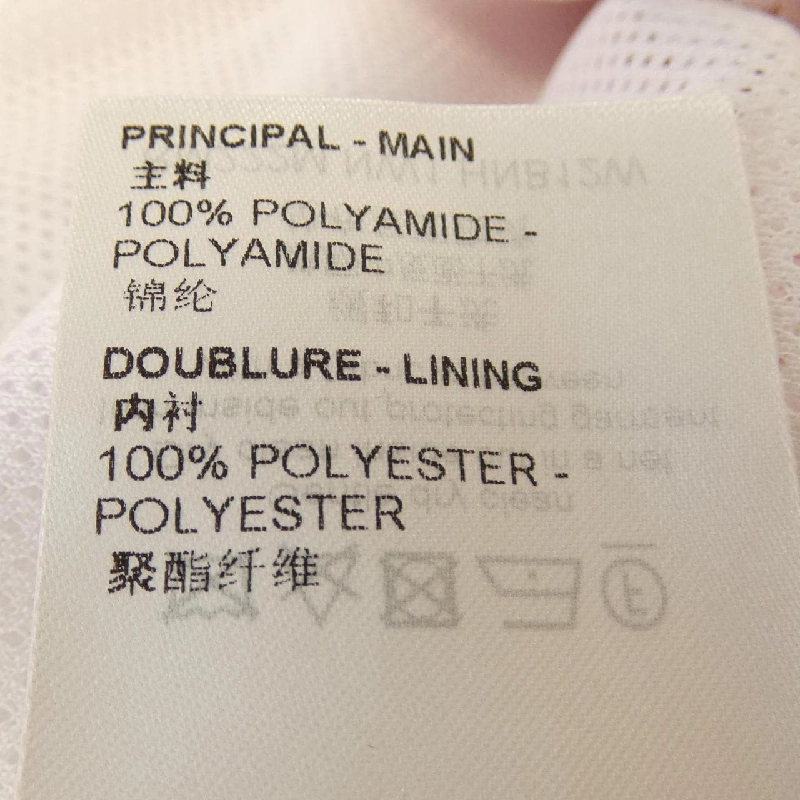 PRINCIPAL - MAIN
主料
100% POLYAMIDE -
POLYAMIDE
锦纶
DOUBLURE - LINING
内衬
100% POLYESTER -
POLYESTER
聚酯纤维